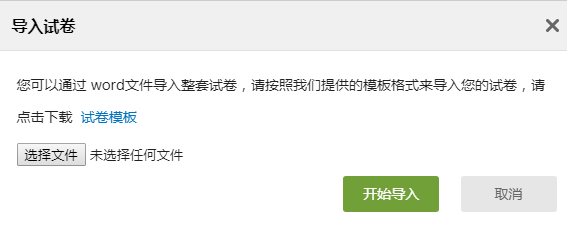 导入试卷
您可以通过 word文件导入整套试卷，请按照我们提供的模板格式来导入您的试卷，请
点击下载 试卷模板
选择文件 未选择任何文件
开始导入 取消